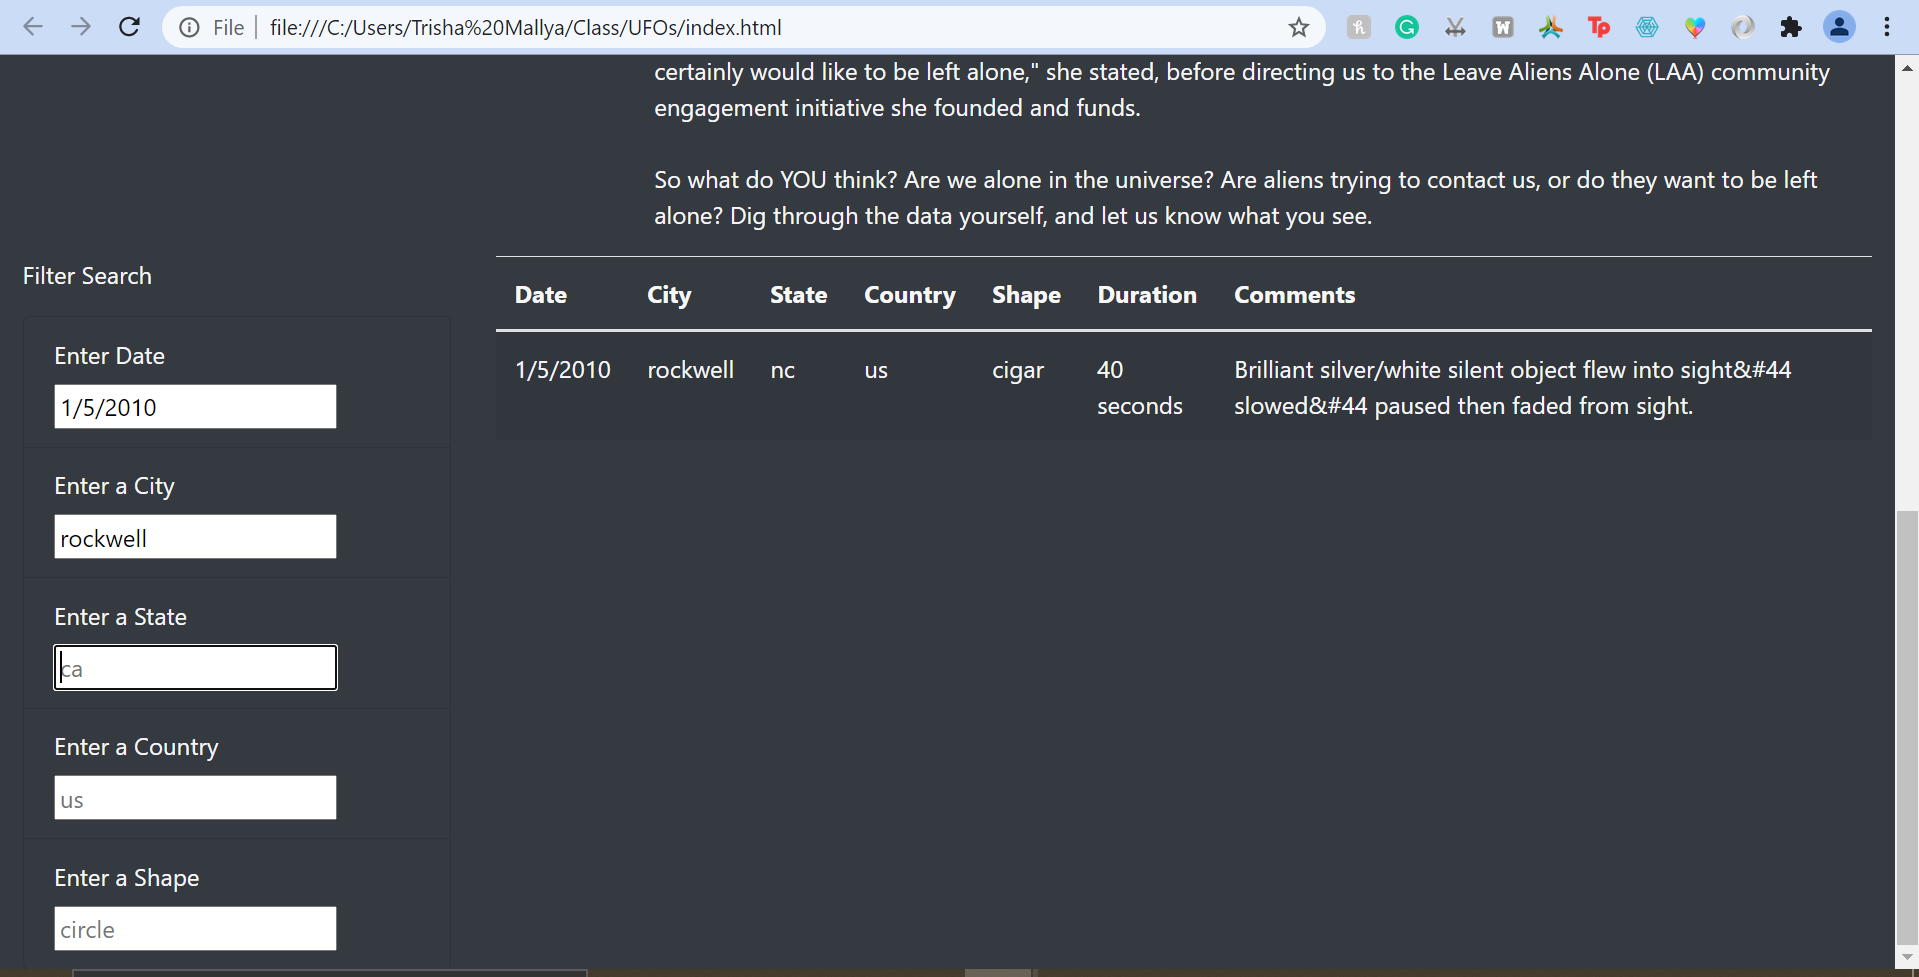 File file:///C:/Users/Trisha%20Mallya/Class/UFOs/index.html
certainly would like to be left alone," she stated, before directing us to the Leave Aliens Alone (LAA) community
engagement initiative she founded and funds.
So what do YOU think? Are we alone in the universe? Are aliens trying to contact us, or do they want to be left
alone? Dig through the data yourself, and let us know what you see.
Filter Search
Enter Date
1/5/2010
Enter a City
rockwell
Enter a State
ca
Enter a Country
us
Enter a Shape
circle
Date City State Country Shape Duration Comments
1/5/2010 rockwell nc us cigar 40 Brilliant silver/white silent object flew into sight&#44
seconds slowed&#44 paused then faded from sight.
h G W Tp